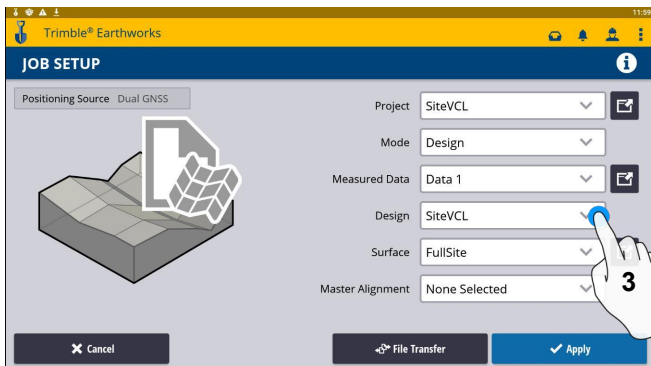 11:59
Trimble® Earthworks
JOB SETUP
Positioning Source Dual GNSS
Project SiteVCL
Mode Design
Measured Data Data 1
Design SiteVCL
Surface FullSite
3
Master Alignment None Selected
Cancel
File Transfer
Apply